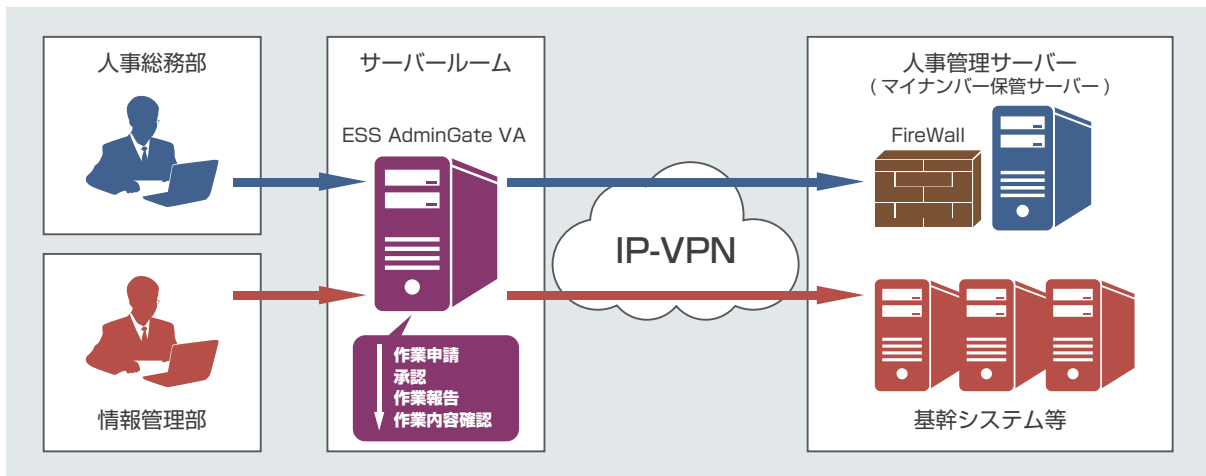 人事総務部
情報管理部
サーバールーム
ESS AdminGate VA
作業申請
承認
作業報告
作業内容確認
IP-VPN
人事管理サーバー
( マイナンバー保管サーバー )
FireWall
基幹システム等